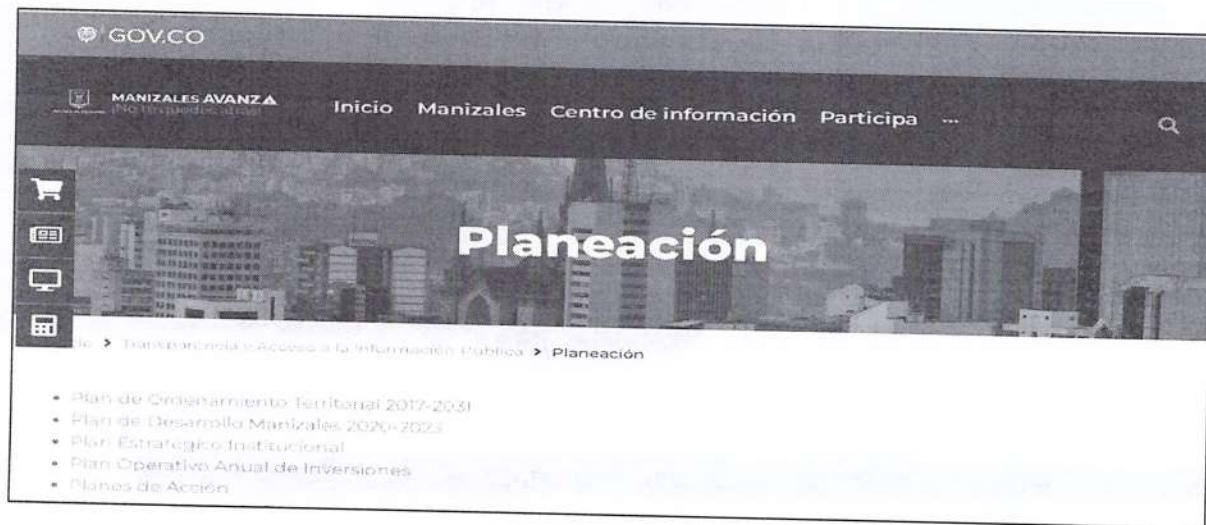 GOV.CO
MANIZALES AVANZA
Inicio Manizales Centro de información Participa ...
Planeación
> Transparencia y Acceso a la Información Pública > Planeación
• Plan de Ordenamiento Territorial 2017-2031
• Plan de Desarrollo Manizales 2020-2023
• Plan Estratégico Institucional
• Plan Operativo Anual de Inversiones
• Planes de Acción